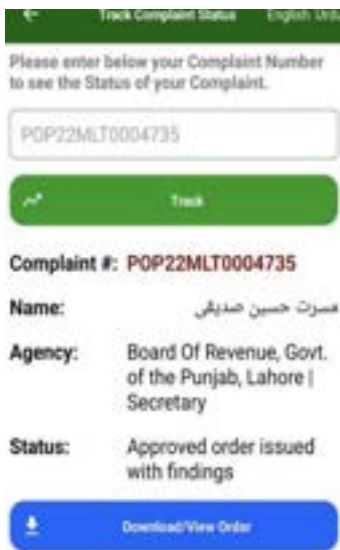 Track Complaint Status English Urdu
Please enter below your Complaint Number
to see the Status of your Complaint.
POP22MLT0004735
Track
Complaint #: POP22MLT0004735
Name: مسرت حسین صدیقی
Agency: Board Of Revenue, Govt.
of the Punjab, Lahore |
Secretary
Status: Approved order issued
with findings
Download/View Order